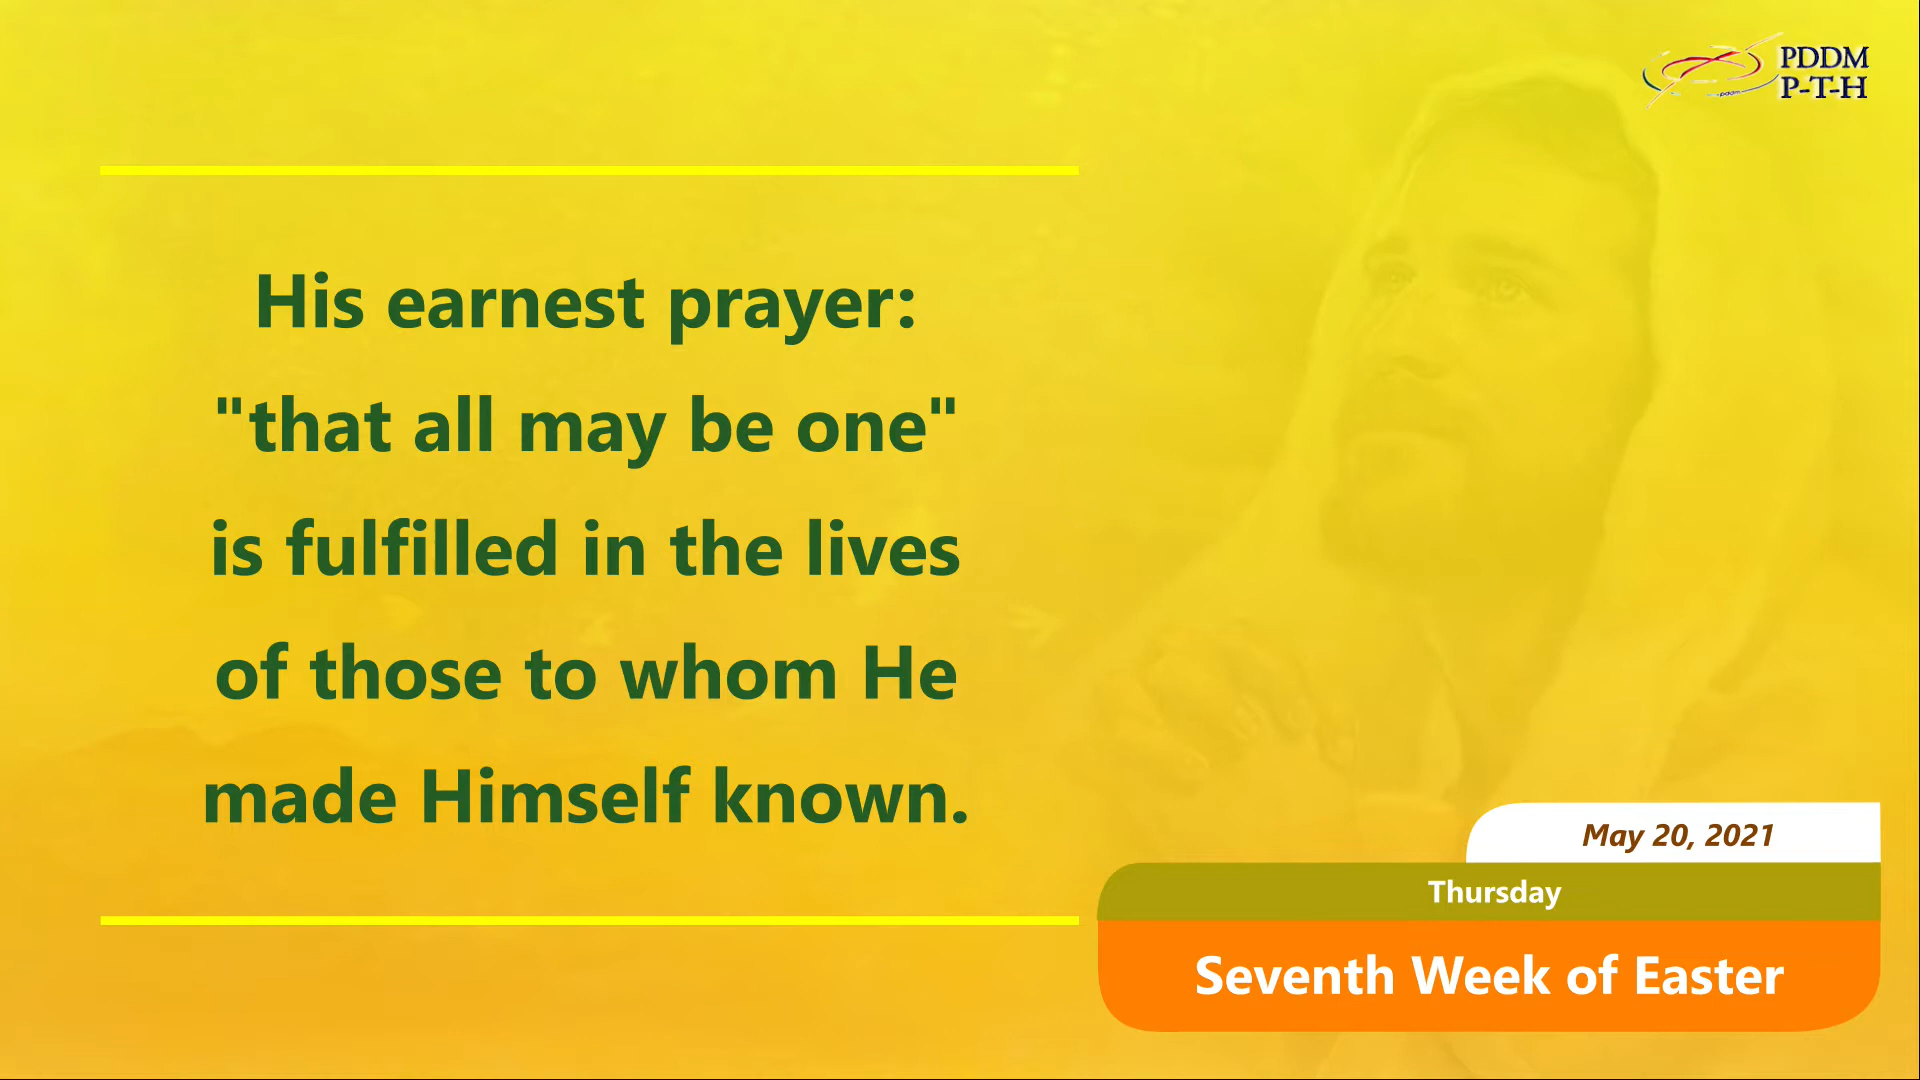 PDDM
P-T-H
pddm
His earnest prayer:
"that all may be one"
is fulfilled in the lives
of those to whom He
made Himself known.
May 20, 2021
Thursday
Seventh Week of Easter